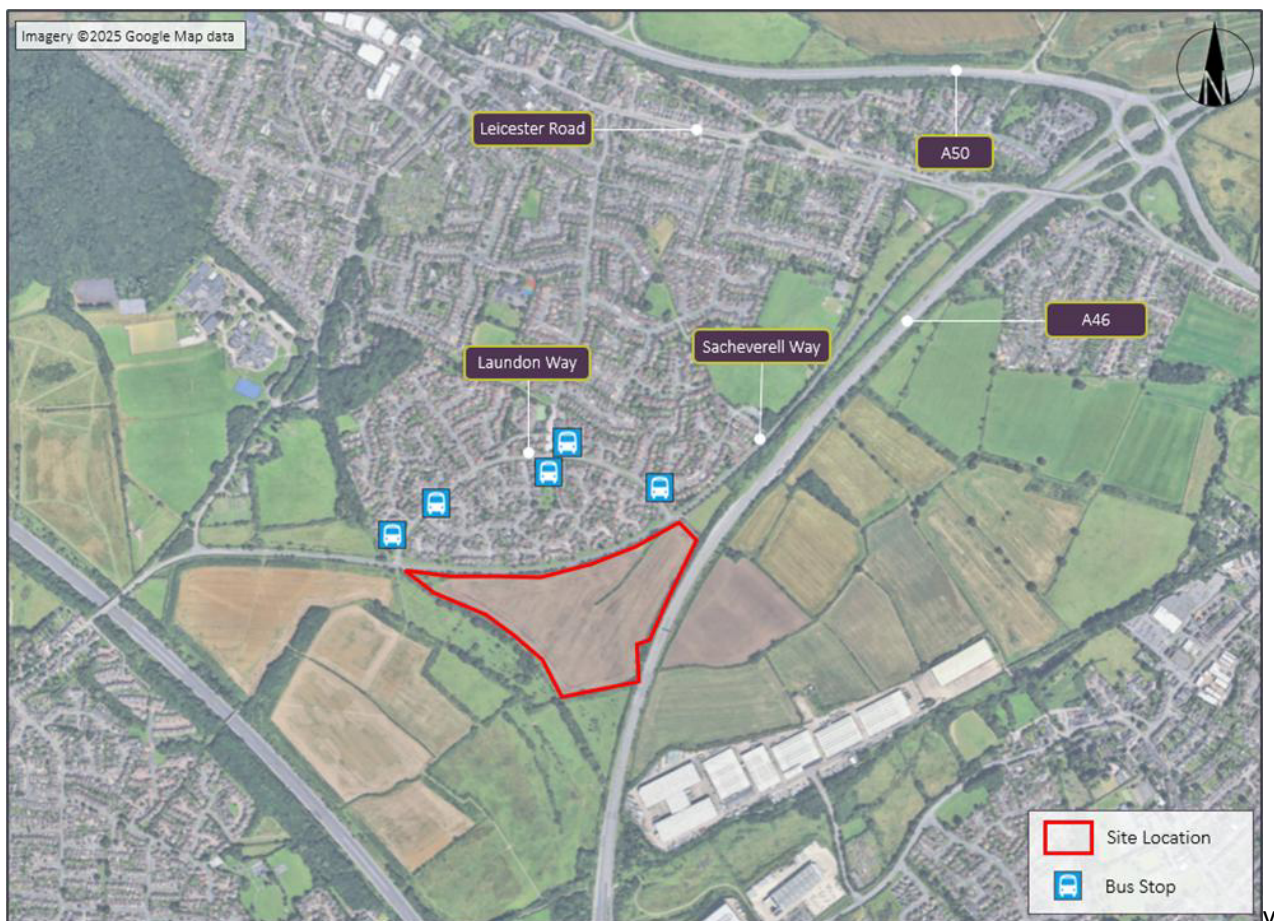 Imagery ©2025 Google Map data
N
Leicester Road
A50
A46
Sacheverell Way
Laundon Way
Site Location
Bus Stop